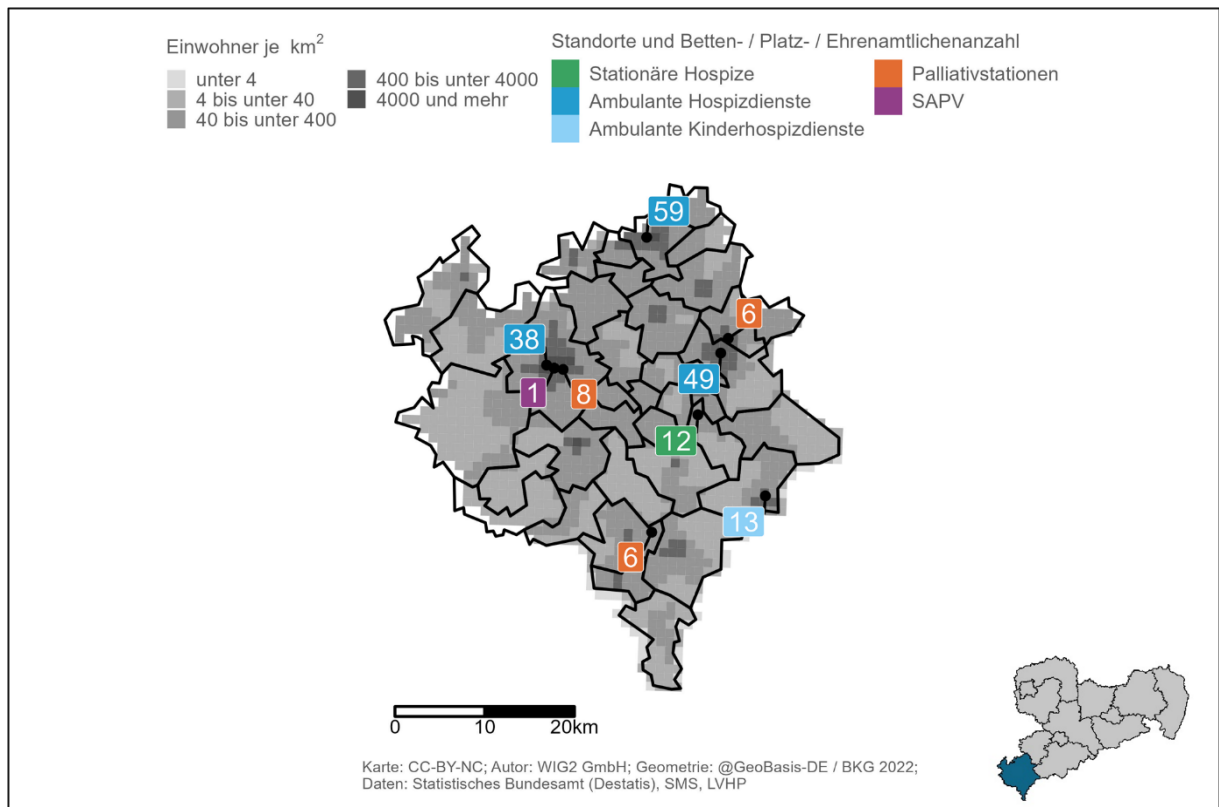 Einwohner je km²
unter 4
4 bis unter 40
40 bis unter 400
400 bis unter 4000
4000 und mehr
Standorte und Betten- / Platz- / Ehrenamtlichenanzahl
Stationäre Hospize
Ambulante Hospizdienste
Ambulante Kinderhospizdienste
Palliativstationen
SAPV
59
6
38
49
1
8
12
13
6
0
10
20km
Karte: CC-BY-NC; Autor: WIG2 GmbH; Geometrie: @GeoBasis-DE / BKG 2022;
Daten: Statistisches Bundesamt (Destatis), SMS, LVHP